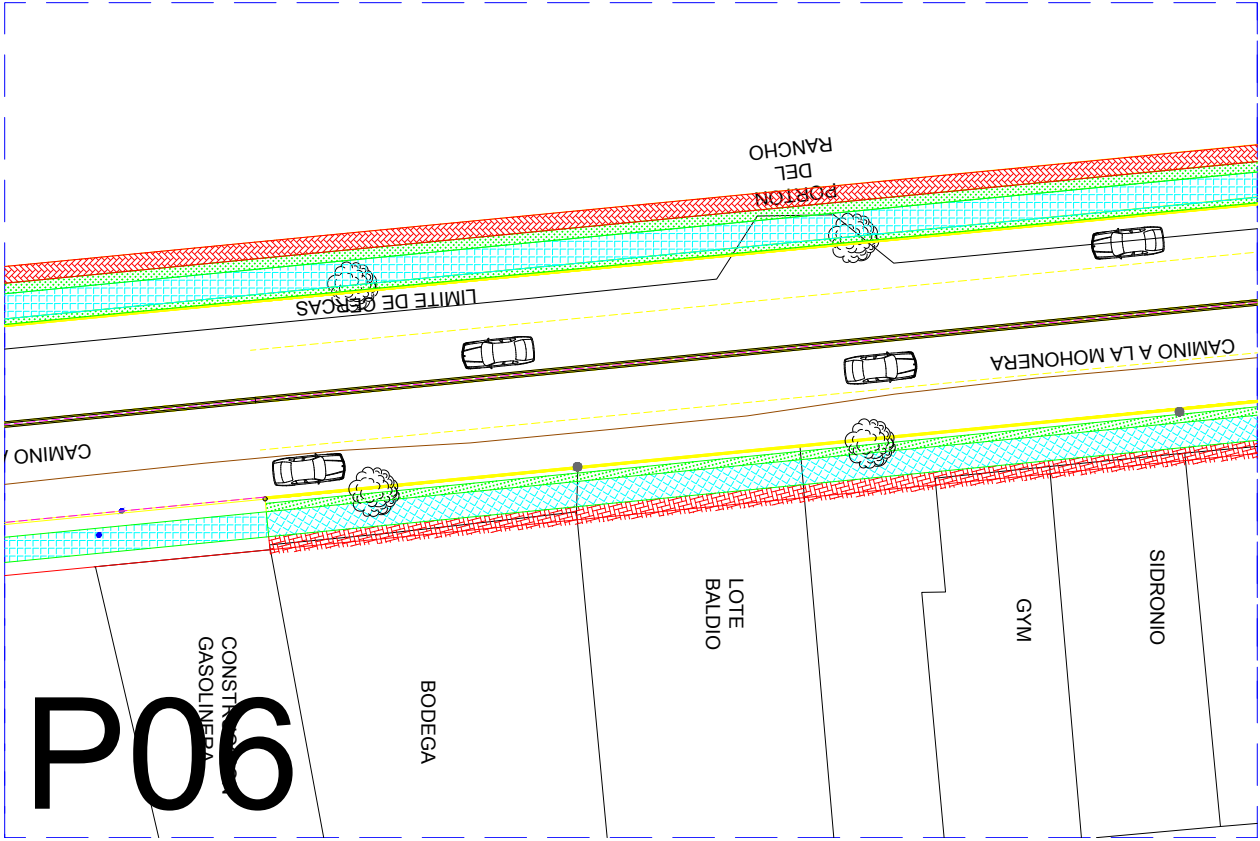 PORTON
DEL
RANCHO
LIMITE DE CERCAS
CAMINO A LA MOHONERA
CAMINO A
LOTE
BALDIO
SIDRONIO
GYM
GASOLINERA
BODEGA
P06